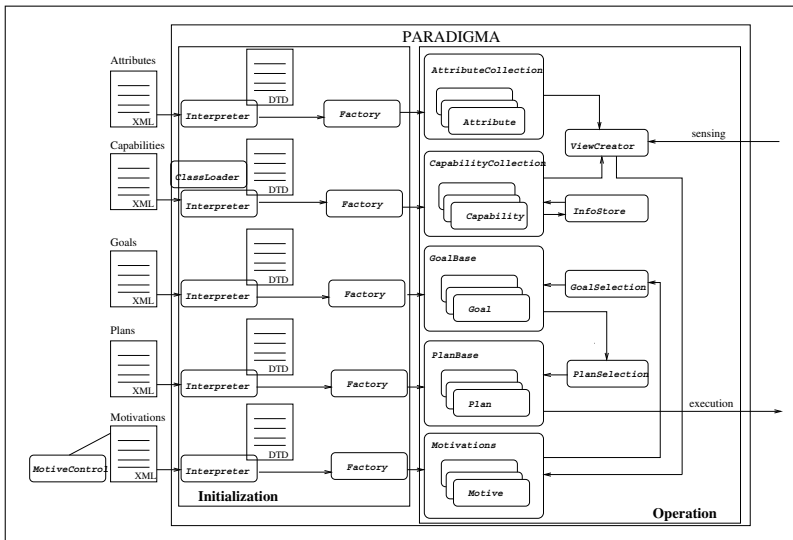 PARADIGMA
Attributes
XML
DTD
Interpreter
Factory
AttributeCollection
Attribute
sensing
ViewCreator
Capabilities
XML
ClassLoader
DTD
Interpreter
Factory
CapabilityCollection
Capability
InfoStore
Goals
XML
DTD
Interpreter
Factory
GoalBase
Goal
GoalSelection
Plans
XML
DTD
Interpreter
Factory
PlanBase
Plan
PlanSelection
execution
Motivations
MotiveControl
XML
DTD
Interpreter
Factory
Motivations
Motive
Initialization
Operation